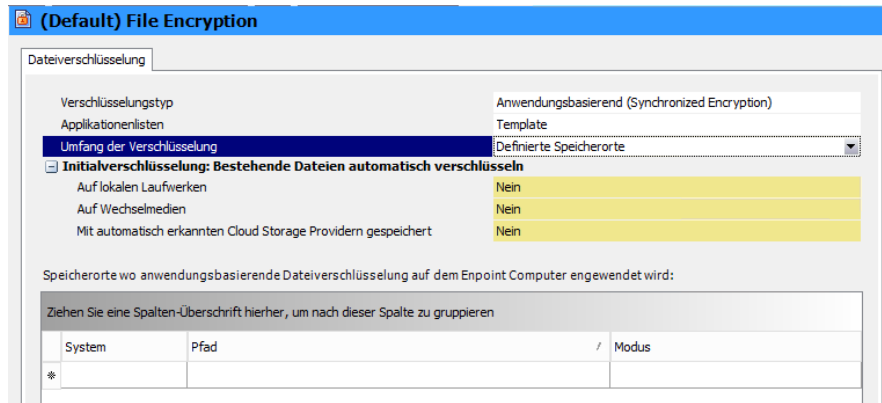 (Default) File Encryption
Dateiverschlüsselung
Verschlüsselungstyp Anwendungsbasierend (Synchronized Encryption)
Applikationenlisten Template
Umfang der Verschlüsselung Definierte Speicherorte
Initialverschlüsselung: Bestehende Dateien automatisch verschlüsseln
Auf lokalen Laufwerken Nein
Auf Wechselmedien Nein
Mit automatisch erkannten Cloud Storage Providern gespeichert Nein
Speicherorte wo anwendungsbasierende Dateiverschlüsselung auf dem Enpoint Computer engewendet wird:
Ziehen Sie eine Spalten-Überschrift hierher, um nach dieser Spalte zu gruppieren
System Pfad Modus